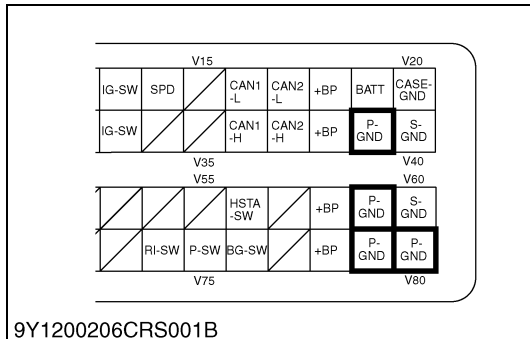 V15 V20
IG-SW SPD CAN1 -L CAN2 -L +BP BATT CASE- GND
IG-SW CAN1 -H CAN2 -H +BP P- GND S- GND
V35 V40
V55 V60
HSTA -SW +BP P- GND S- GND
RI-SW P-SW BG-SW +BP P- GND P- GND
V75 V80
9Y1200206CRS001B